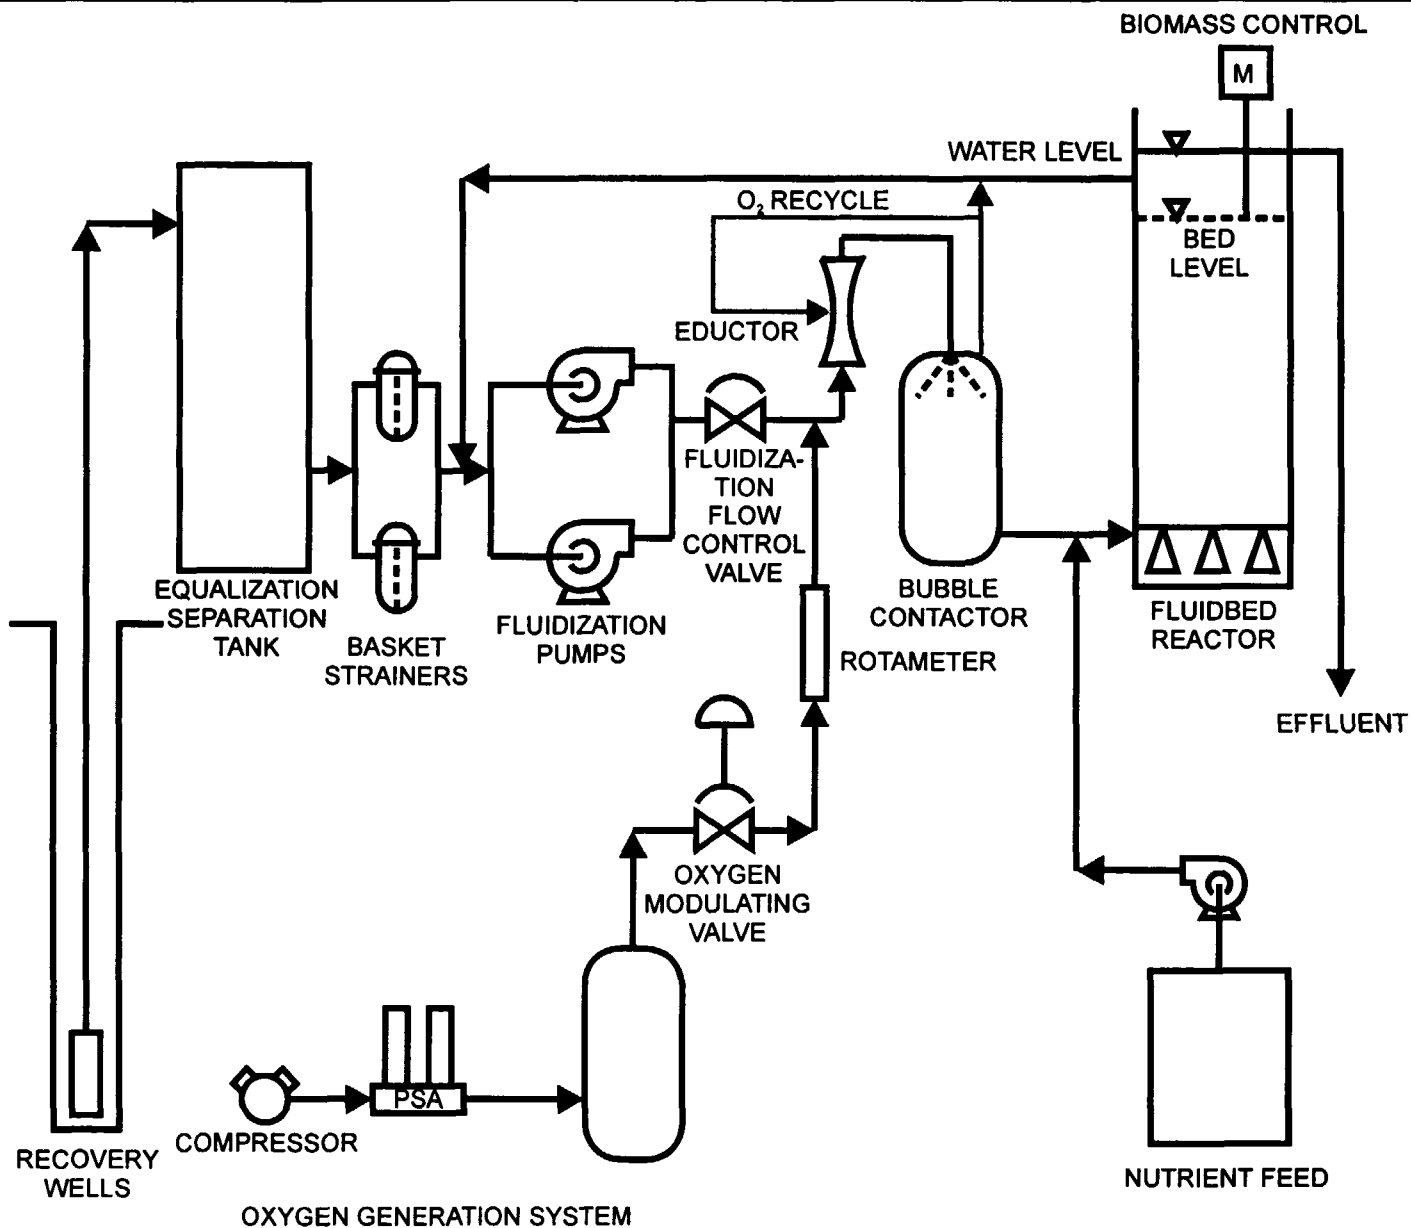 BIOMASS CONTROL
M
WATER LEVEL
O₂ RECYCLE
BED
LEVEL
EDUCTOR
FLUIDIZA-
TION
FLOW
CONTROL
VALVE
EQUALIZATION
SEPARATION
TANK
BASKET
STRAINERS
FLUIDIZATION
PUMPS
BUBBLE
CONTACTOR
FLUIDBED
REACTOR
ROTAMETER
EFFLUENT
OXYGEN
MODULATING
VALVE
PSA
COMPRESSOR
RECOVERY
WELLS
NUTRIENT FEED
OXYGEN GENERATION SYSTEM